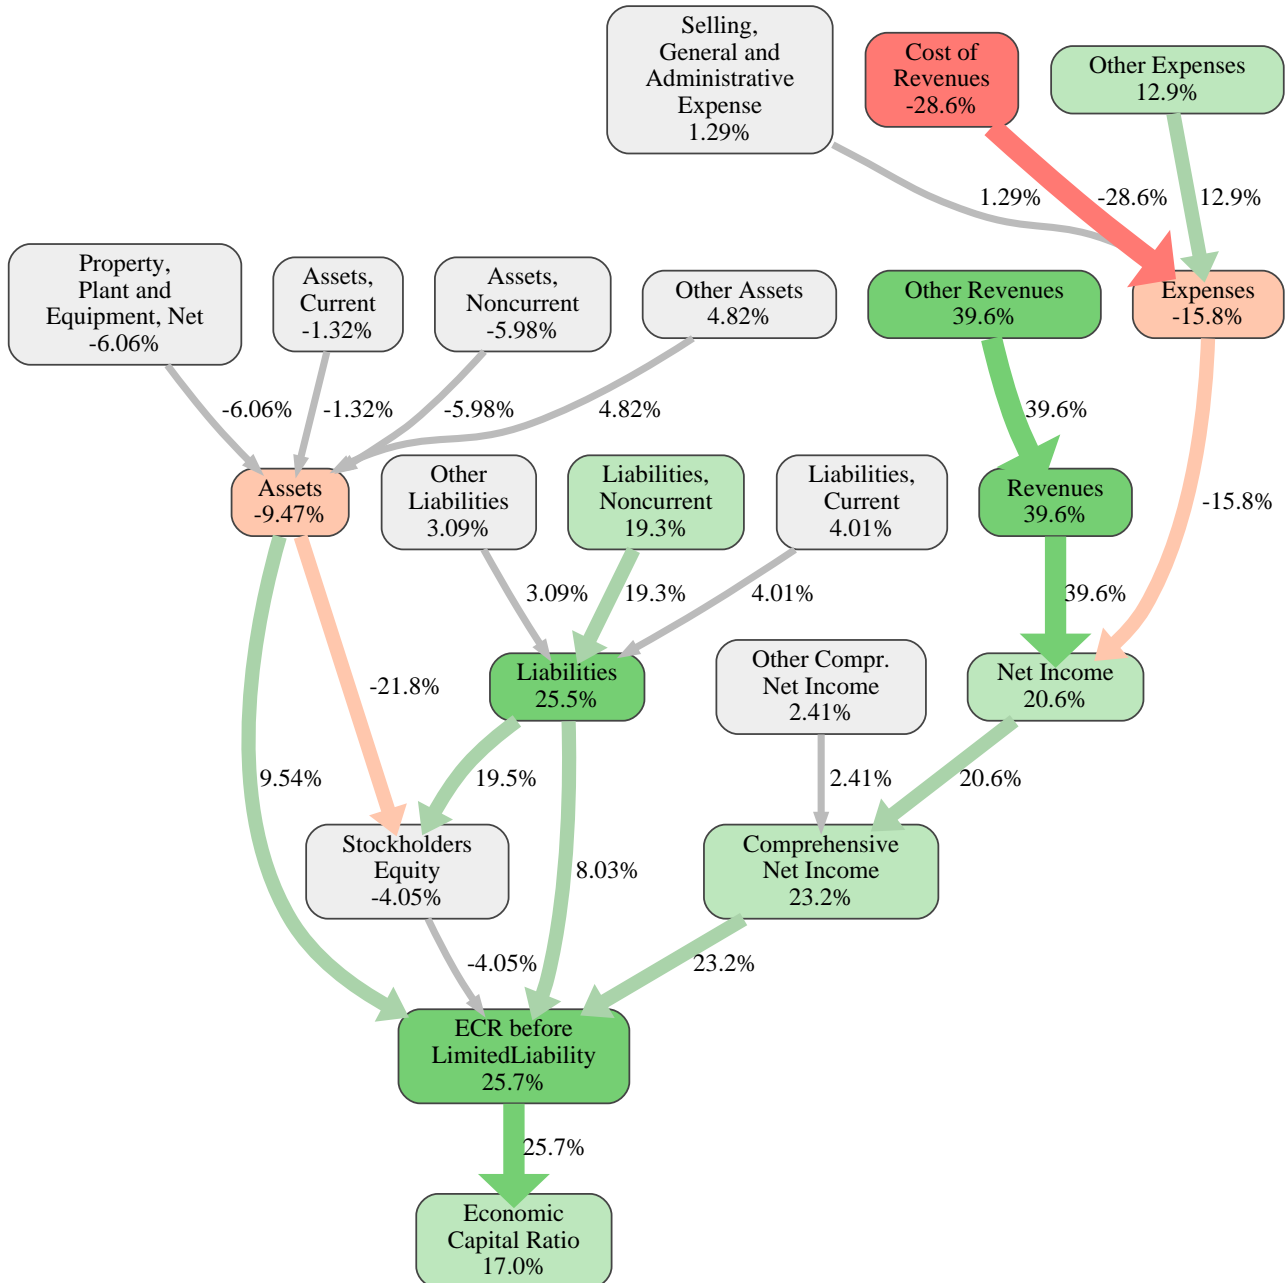 Selling,
General and
Administrative
Expense
1.29%
Cost of
Revenues
-28.6%
Other Expenses
12.9%
1.29%
-28.6%
12.9%
Property,
Plant and
Equipment, Net
-6.06%
Assets,
Current
-1.32%
Assets,
Noncurrent
-5.98%
Other Assets
4.82%
Other Revenues
39.6%
Expenses
-15.8%
-6.06%
-1.32%
-5.98%
4.82%
39.6%
-15.8%
Assets
-9.47%
Other
Liabilities
3.09%
Liabilities,
Noncurrent
19.3%
Liabilities,
Current
4.01%
Revenues
39.6%
3.09%
19.3%
4.01%
39.6%
Liabilities
25.5%
Other Compr.
Net Income
2.41%
Net Income
20.6%
-21.8%
9.54%
19.5%
8.03%
2.41%
20.6%
Stockholders
Equity
-4.05%
Comprehensive
Net Income
23.2%
-4.05%
23.2%
ECR before
LimitedLiability
25.7%
25.7%
Economic
Capital Ratio
17.0%